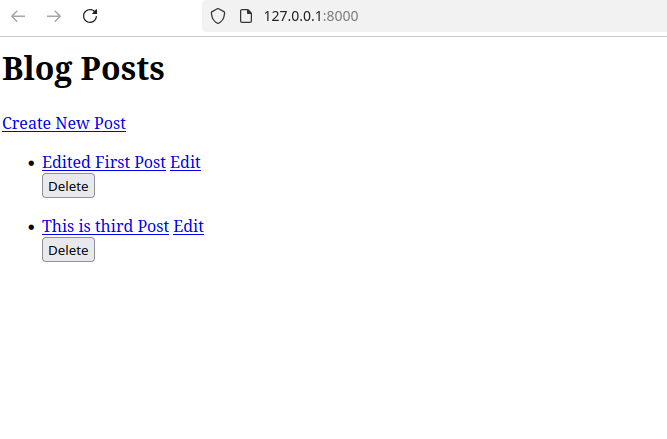 127.0.0.1:8000
Blog Posts
Create New Post
Edited First Post Edit
Delete
This is third Post Edit
Delete